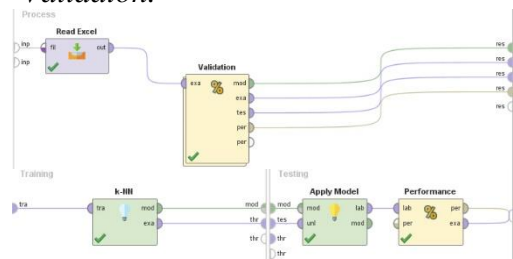 Validation.
Process
Read Excel
inp
fil
out
inp
Validation
exa
mod
exa
tes
per
per
res
res
res
res
res
Training
tra
k-NN
tra
mod
exa
mod
thr
thr
Testing
mod
tes
thr
thr
Apply Model
mod
lab
unl
mod
Performance
lab
per
per
exa